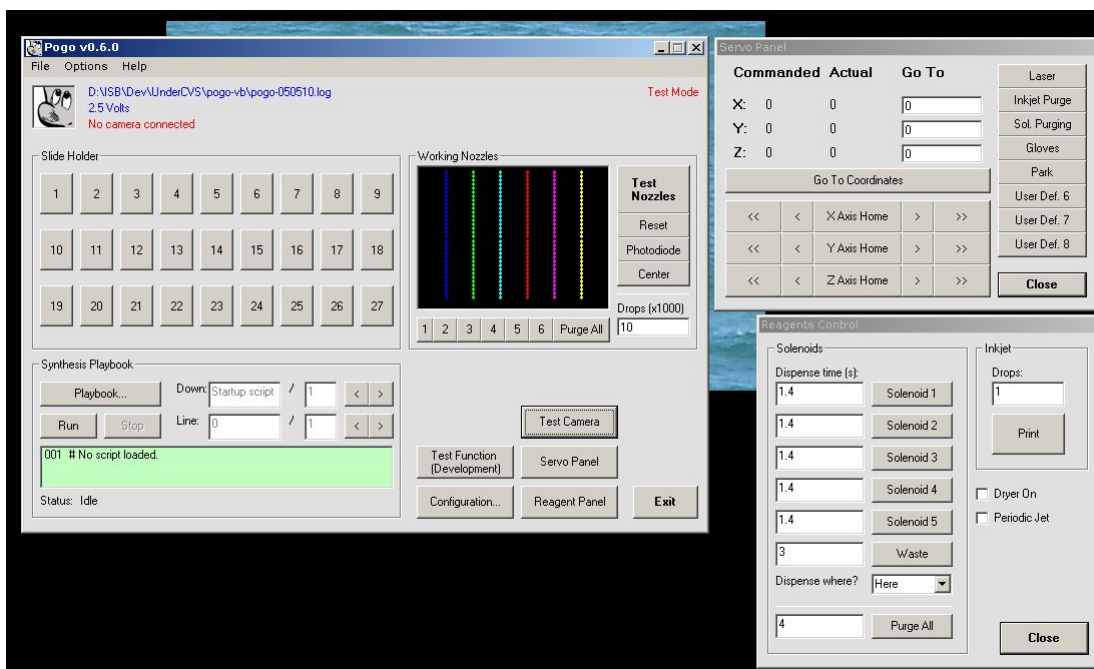 Pogo v0.6.0
File Options Help
D:\ISB\Dev\UnderCVS\pogo-vb\pogo-050510.log
Test Mode
2.5 Volts
No camera connected
Slide Holder
1 2 3 4 5 6 7 8 9
10 11 12 13 14 15 16 17 18
19 20 21 22 23 24 25 26 27
Working Nozzles
Test Nozzles
Reset
Photodiode
Center
Drops (x1000)
1 2 3 4 5 6 Purge All 10
Synthesis Playbook
Playbook... Down: Startup script / 1 < >
Run Stop Line: 0 / 1 < >
001 # No script loaded.
Status: Idle
Test Camera
Test Function (Development)
Servo Panel
Configuration... Reagent Panel Exit
Servo Panel
Commanded Actual Go To
X: 0 0 0
Y: 0 0 0
Z: 0 0 0
Go To Coordinates
<< < X Axis Home > >>
<< < Y Axis Home > >>
<< < Z Axis Home > >>
Laser
Inkjet Purge
Sol. Purging
Gloves
Park
User Def. 6
User Def. 7
User Def. 8
Close
Reagents Control
Solenoids
Dispense time (s):
1.4 Solenoid 1
1.4 Solenoid 2
1.4 Solenoid 3
1.4 Solenoid 4
1.4 Solenoid 5
3 Waste
Dispense where? Here
4 Purge All
Inkjet
Drops:
1
Print
Dryer On
Periodic Jet
Close